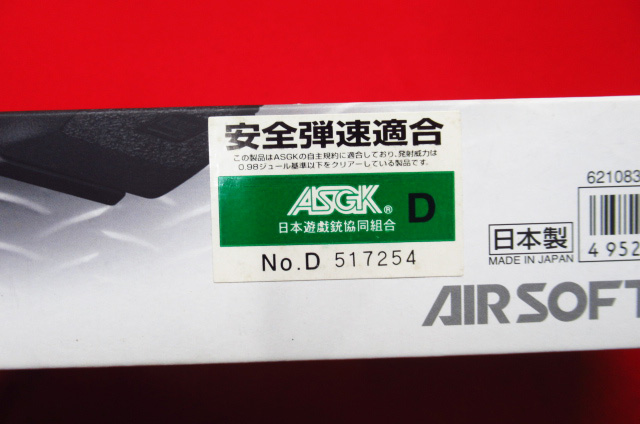 安全弾速適合
この製品はASGKの自主規約に適合しており、発射威力は
0.98ジュール基準以下をクリアーしている製品です。
ASGK® D
日本遊戯銃協同組合
No.D 517254
621083
日本製
MADE IN JAPAN
4 952
AIRSOFT